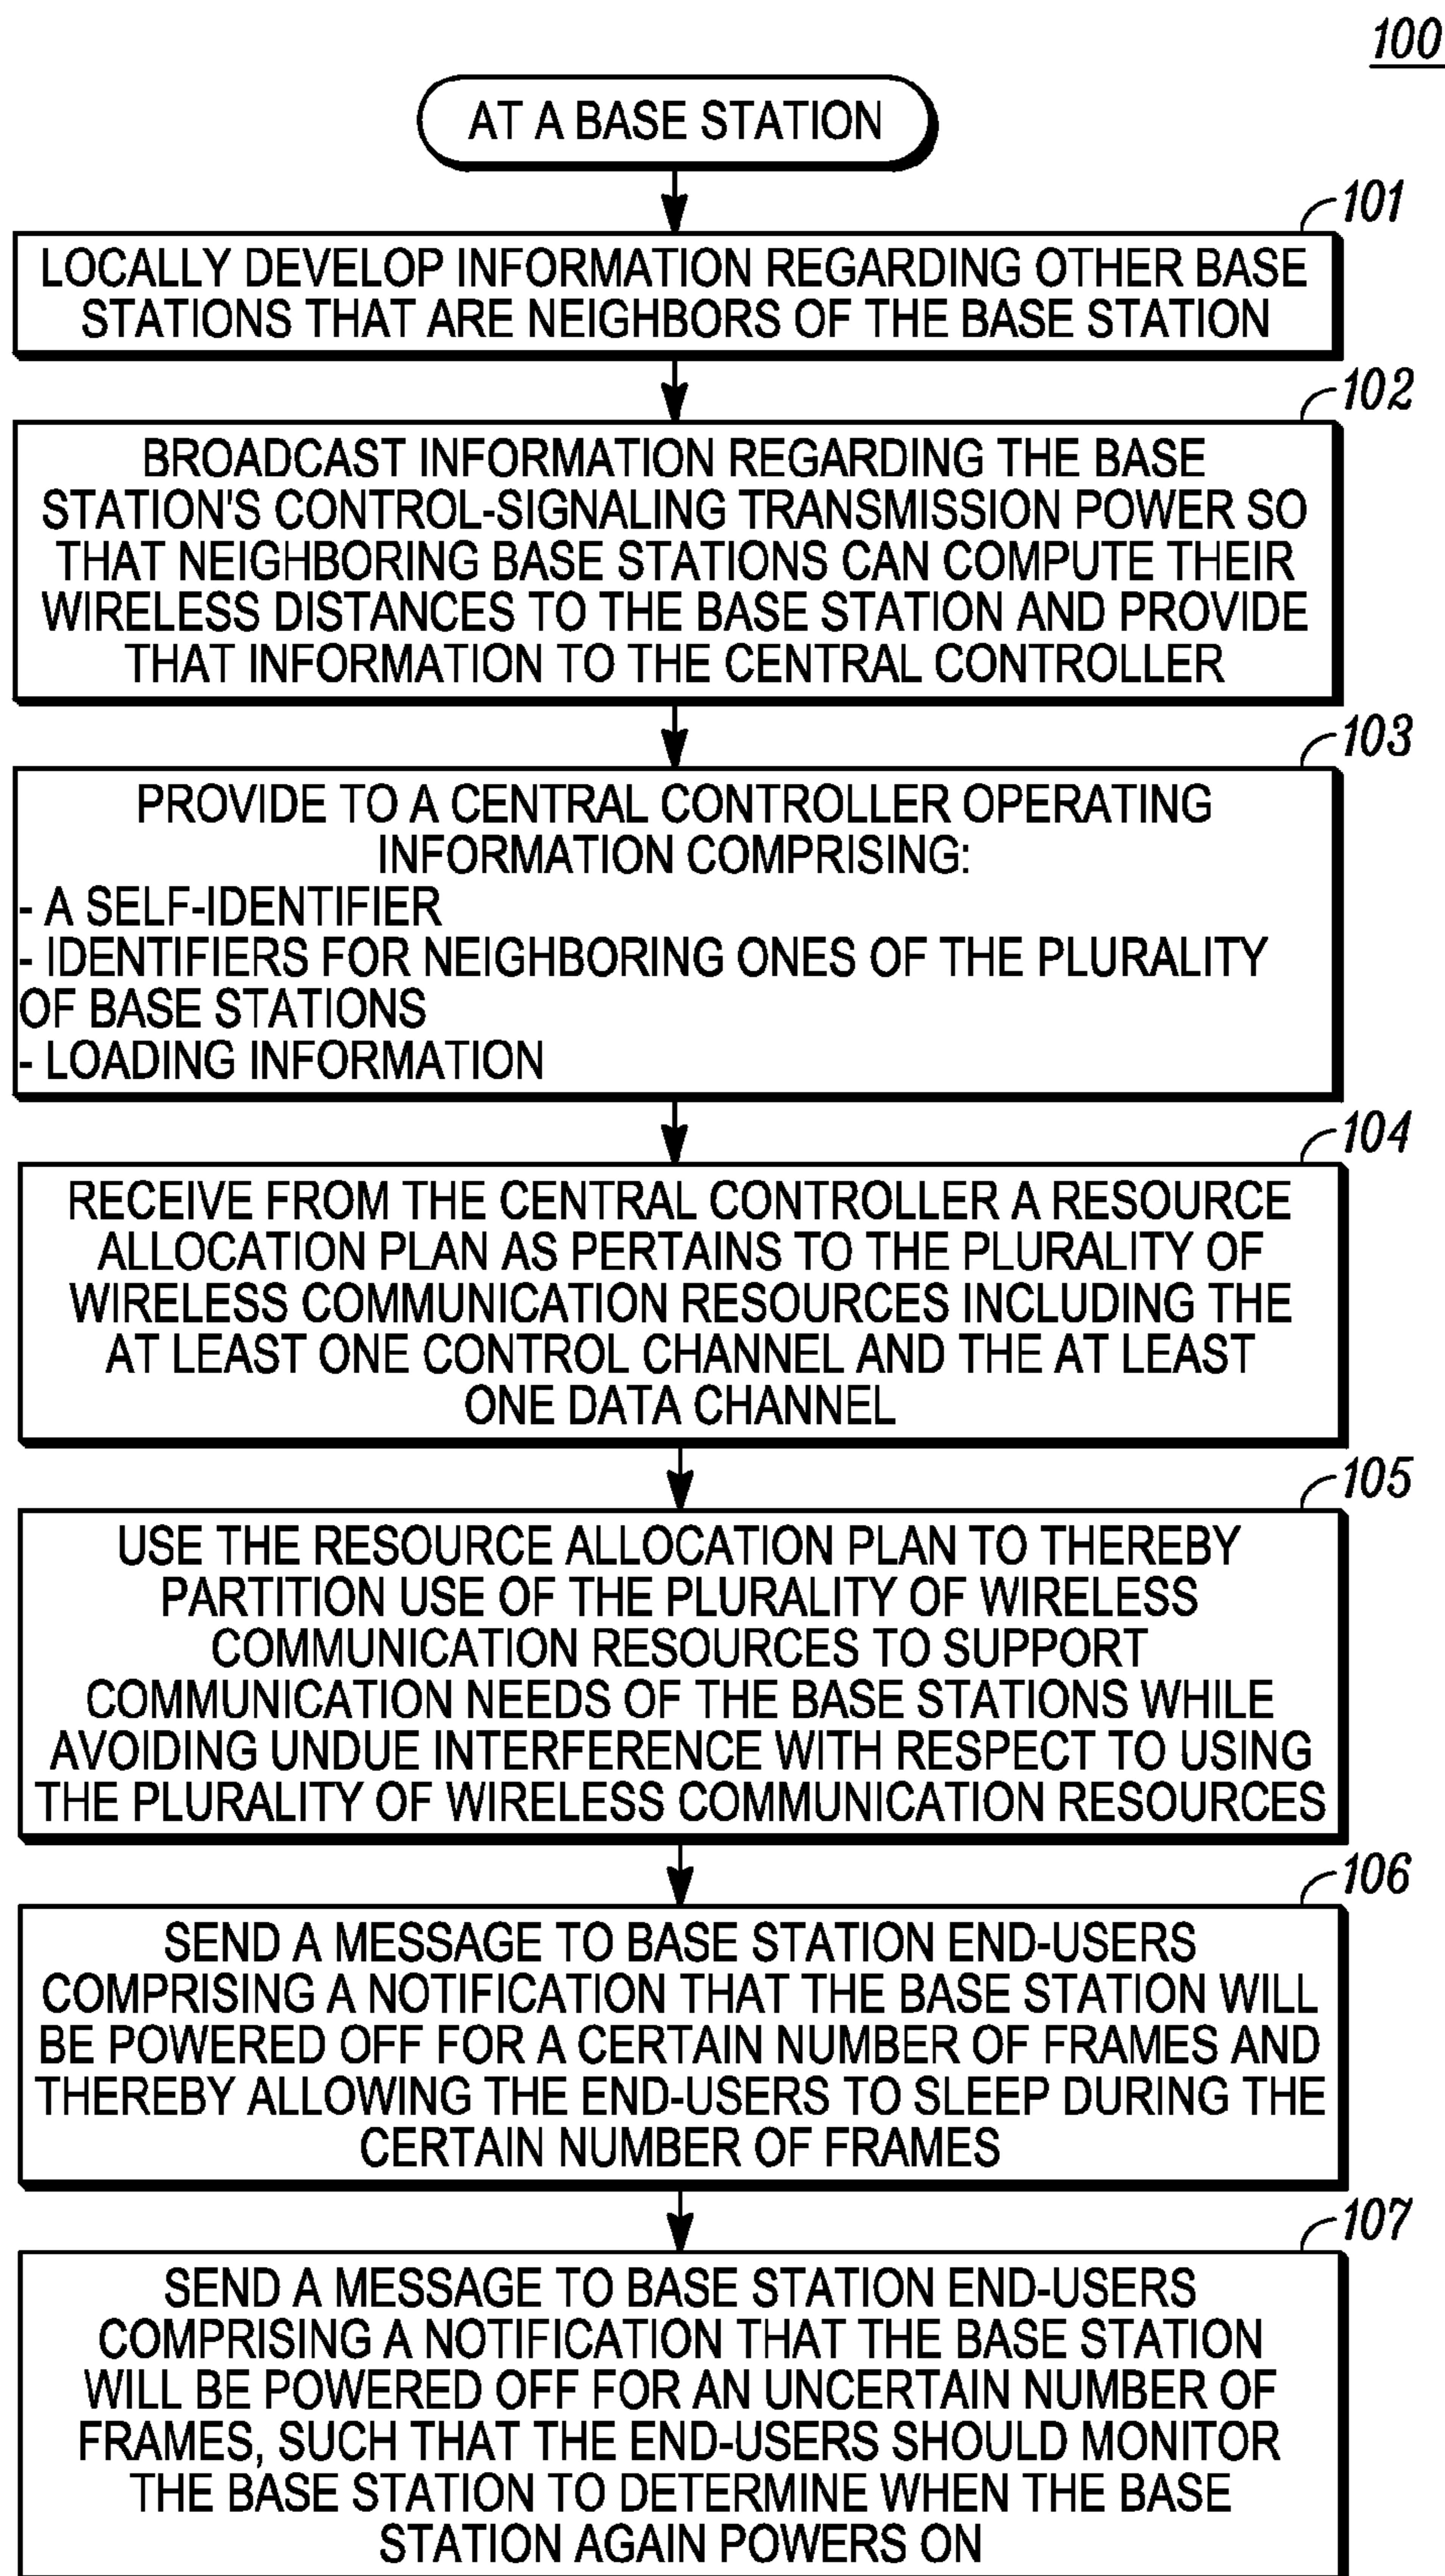 100
AT A BASE STATION
101
LOCALLY DEVELOP INFORMATION REGARDING OTHER BASE
STATIONS THAT ARE NEIGHBORS OF THE BASE STATION
102
BROADCAST INFORMATION REGARDING THE BASE
STATION'S CONTROL-SIGNALING TRANSMISSION POWER SO
THAT NEIGHBORING BASE STATIONS CAN COMPUTE THEIR
WIRELESS DISTANCES TO THE BASE STATION AND PROVIDE
THAT INFORMATION TO THE CENTRAL CONTROLLER
103
PROVIDE TO A CENTRAL CONTROLLER OPERATING
INFORMATION COMPRISING:
- A SELF-IDENTIFIER
- IDENTIFIERS FOR NEIGHBORING ONES OF THE PLURALITY
OF BASE STATIONS
- LOADING INFORMATION
104
RECEIVE FROM THE CENTRAL CONTROLLER A RESOURCE
ALLOCATION PLAN AS PERTAINS TO THE PLURALITY OF
WIRELESS COMMUNICATION RESOURCES INCLUDING THE
AT LEAST ONE CONTROL CHANNEL AND THE AT LEAST
ONE DATA CHANNEL
105
USE THE RESOURCE ALLOCATION PLAN TO THEREBY
PARTITION USE OF THE PLURALITY OF WIRELESS
COMMUNICATION RESOURCES TO SUPPORT
COMMUNICATION NEEDS OF THE BASE STATIONS WHILE
AVOIDING UNDUE INTERFERENCE WITH RESPECT TO USING
THE PLURALITY OF WIRELESS COMMUNICATION RESOURCES
106
SEND A MESSAGE TO BASE STATION END-USERS
COMPRISING A NOTIFICATION THAT THE BASE STATION WILL
BE POWERED OFF FOR A CERTAIN NUMBER OF FRAMES AND
THEREBY ALLOWING THE END-USERS TO SLEEP DURING THE
CERTAIN NUMBER OF FRAMES
107
SEND A MESSAGE TO BASE STATION END-USERS
COMPRISING A NOTIFICATION THAT THE BASE STATION
WILL BE POWERED OFF FOR AN UNCERTAIN NUMBER OF
FRAMES, SUCH THAT THE END-USERS SHOULD MONITOR
THE BASE STATION TO DETERMINE WHEN THE BASE
STATION AGAIN POWERS ON